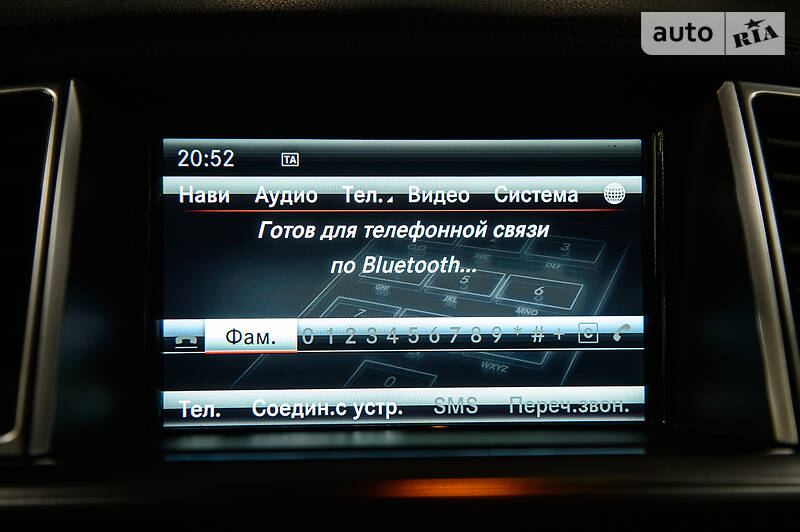 auto RIA
20:52 TA
Нави Аудио Тел. Видео Система
Готов для телефонной связи
по Bluetooth...
Фам. 0 1 2 3 4 5 6 7 8 9 * # + C
Тел. Соедин.с устр. SMS Переч.звон.